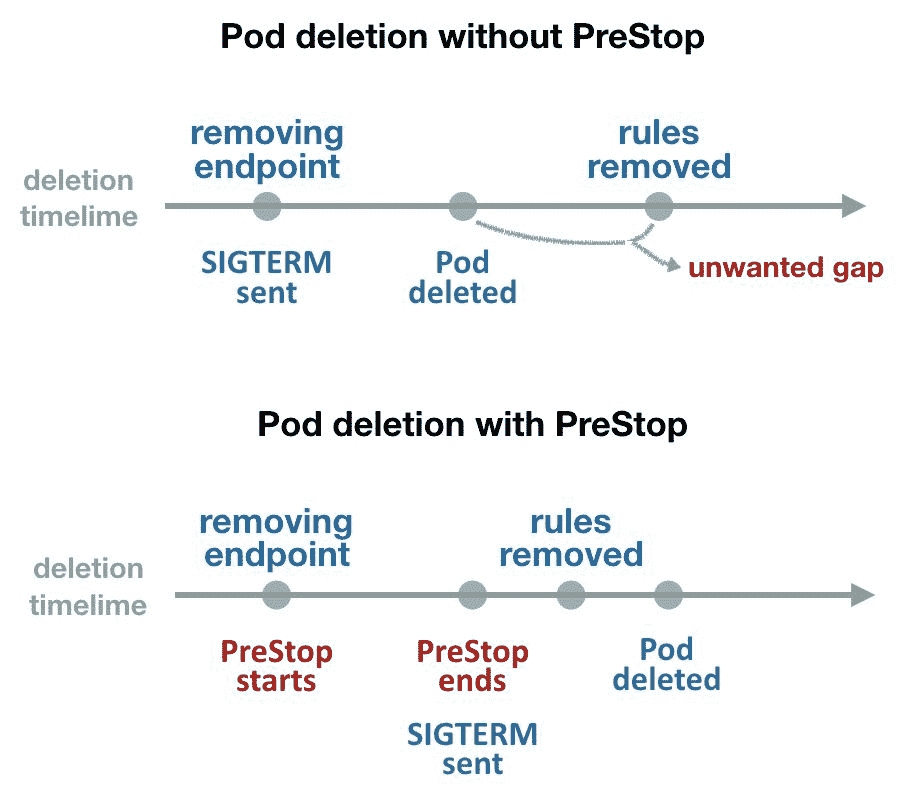 Pod deletion without PreStop
removing
endpoint
rules
removed
deletion
timelime
SIGTERM
sent
Pod
deleted
unwanted gap
Pod deletion with PreStop
removing
endpoint
rules
removed
deletion
timelime
PreStop
starts
PreStop
ends
Pod
deleted
SIGTERM
sent